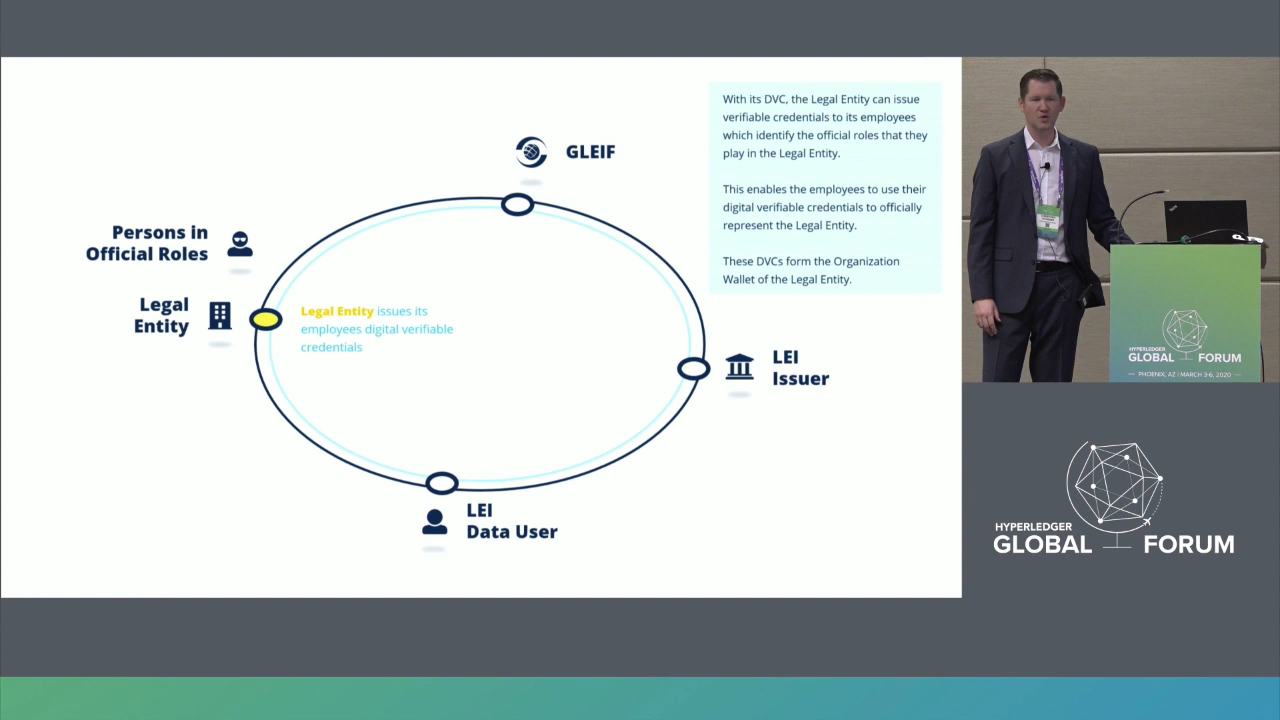 GLEIF
Persons in
Official Roles
Legal
Entity
Legal Entity issues its
employees digital verifiable
credentials
LEI
Issuer
LEI
Data User
With its DVC, the Legal Entity can issue
verifiable credentials to its employees
which identify the official roles that they
play in the Legal Entity.
This enables the employees to use their
digital verifiable credentials to officially
represent the Legal Entity.
These DVCs form the Organization
Wallet of the Legal Entity.
HYPERLEDGER
GLOBAL FORUM
PHOENIX, AZ | MARCH 3-6, 2020
HYPERLEDGER
GLOBAL FORUM